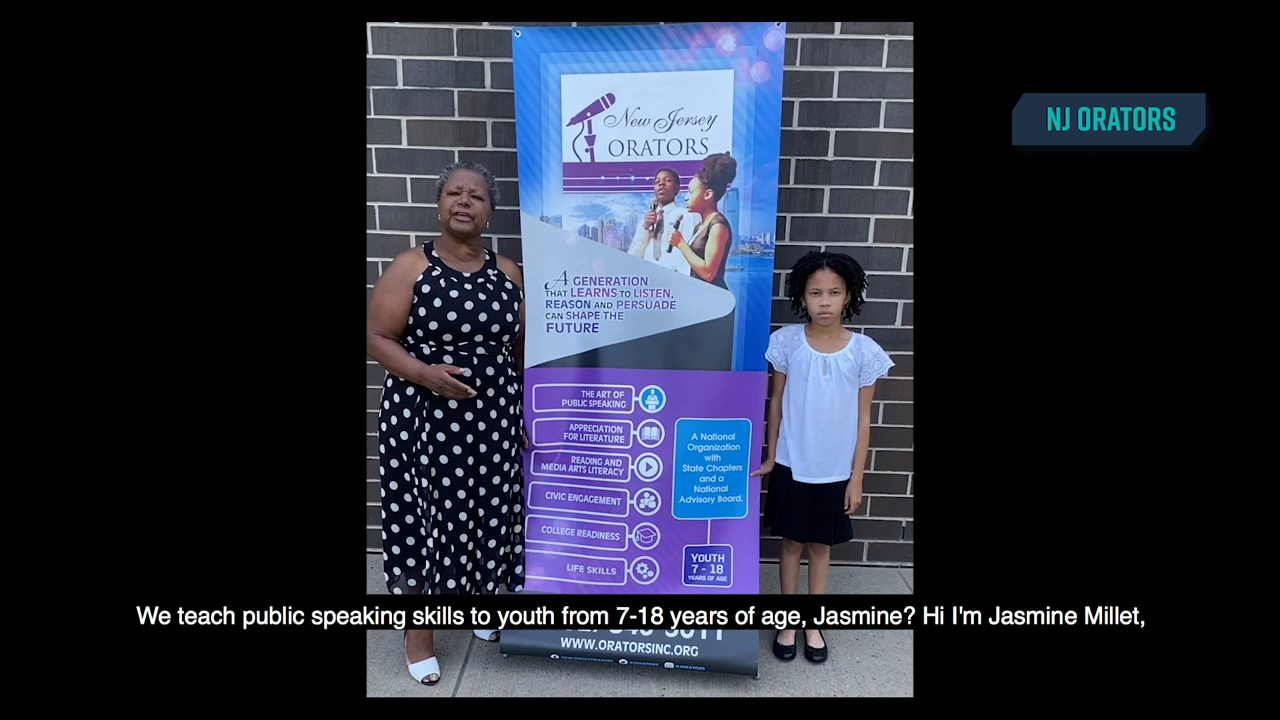 NJ ORATORS
New Jersey
ORATORS
A GENERATION
THAT LEARNS TO LISTEN,
REASON AND PERSUADE
CAN SHAPE THE
FUTURE
THE ART OF
PUBLIC SPEAKING
APPRECIATION
FOR LITERATURE
READING AND
MEDIA ARTS LITERACY
CIVIC ENGAGEMENT
COLLEGE READINESS
LIFE SKILLS
A National
Organization
with
State Chapters
and a
National
Advisory Board.
YOUTH
7 - 18
YEARS OF AGE
We teach public speaking skills to youth from 7-18 years of age, Jasmine? Hi I'm Jasmine Millet,
WWW.ORATORSINC.ORG